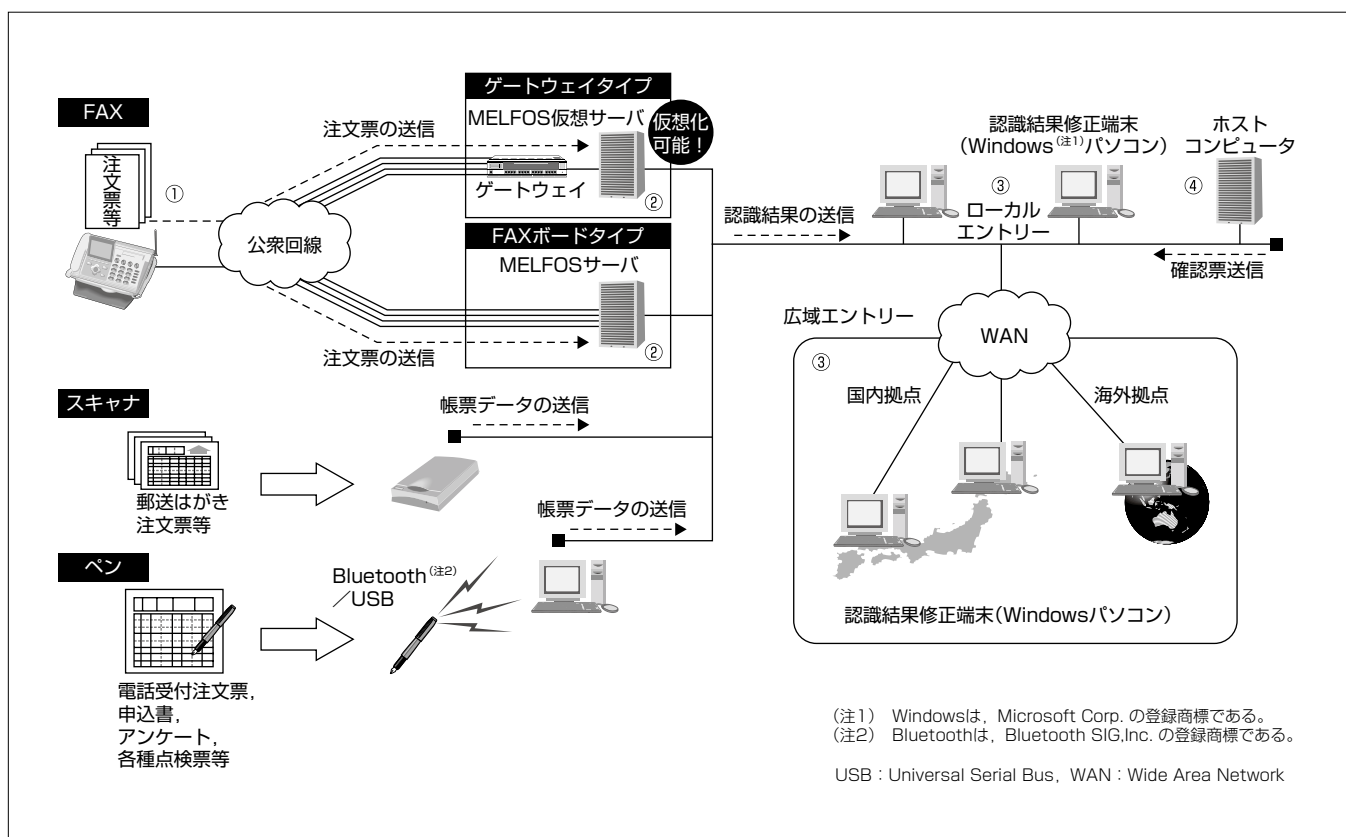 FAX
注文票等
①
注文票の送信
公衆回線
注文票の送信
ゲートウェイタイプ
MELFOS仮想サーバ
仮想化
可能！
ゲートウェイ
②
FAXボードタイプ
MELFOSサーバ
②
認識結果の送信
認識結果修正端末
(Windows(注1)パソコン)
③
ローカル
エントリー
ホスト
コンピュータ
④
確認票送信
広域エントリー
WAN
③
国内拠点
海外拠点
認識結果修正端末(Windowsパソコン)
スキャナ
郵送はがき
注文票等
帳票データの送信
ペン
電話受付注文票，
申込書，
アンケート，
各種点検票等
Bluetooth(注2)
／USB
帳票データの送信
(注1) Windowsは，Microsoft Corp. の登録商標である。
(注2) Bluetoothは，Bluetooth SIG,Inc. の登録商標である。
USB：Universal Serial Bus，WAN：Wide Area Network